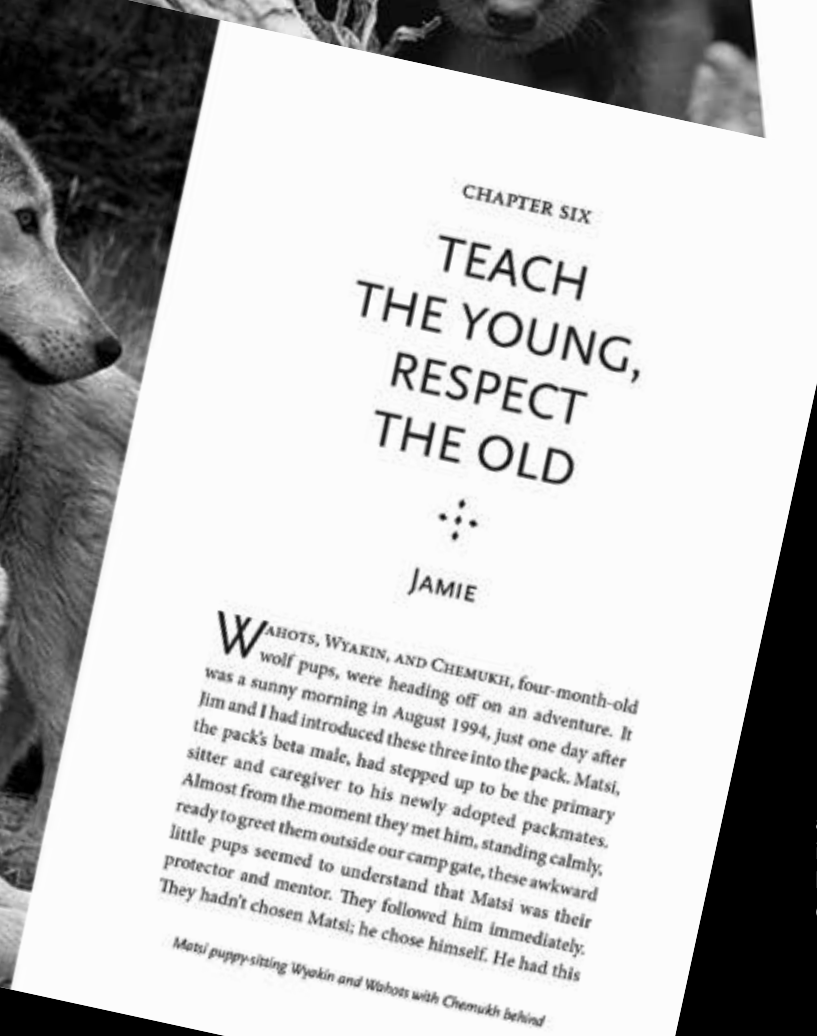 CHAPTER SIX
TEACH
THE YOUNG,
RESPECT
THE OLD
JAMIE
WAHOTS, WYAKIN, AND CHEMUKH, four-month-old
wolf pups, were heading off on an adventure. It
was a sunny morning in August 1994, just one day after
Jim and I had introduced these three into the pack. Matsi,
the pack's beta male, had stepped up to be the primary
sitter and caregiver to his newly adopted packmates.
Almost from the moment they met him, standing calmly,
ready to greet them outside our camp gate, these awkward
little pups seemed to understand that Matsi was their
protector and mentor. They followed him immediately.
They hadn't chosen Matsi; he chose himself. He had this
Matsi puppy-sitting Wyakin and Wahots with Chemukh behind